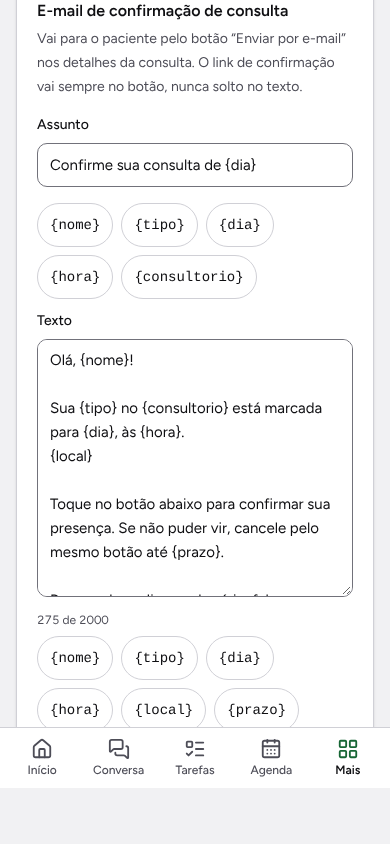 E-mail de confirmação de consulta
Vai para o paciente pelo botão “Enviar por e-mail”
nos detalhes da consulta. O link de confirmação
vai sempre no botão, nunca solto no texto.
Assunto
Confirme sua consulta de {dia}
{nome} {tipo} {dia}
{hora} {consultorio}
Texto
Olá, {nome}!
Sua {tipo} no {consultorio} está marcada
para {dia}, às {hora}.
{local}
Toque no botão abaixo para confirmar sua
presença. Se não puder vir, cancele pelo
mesmo botão até {prazo}.
275 de 2000
{nome} {tipo} {dia}
{hora} {local} {prazo}
Início Conversa Tarefas Agenda Mais